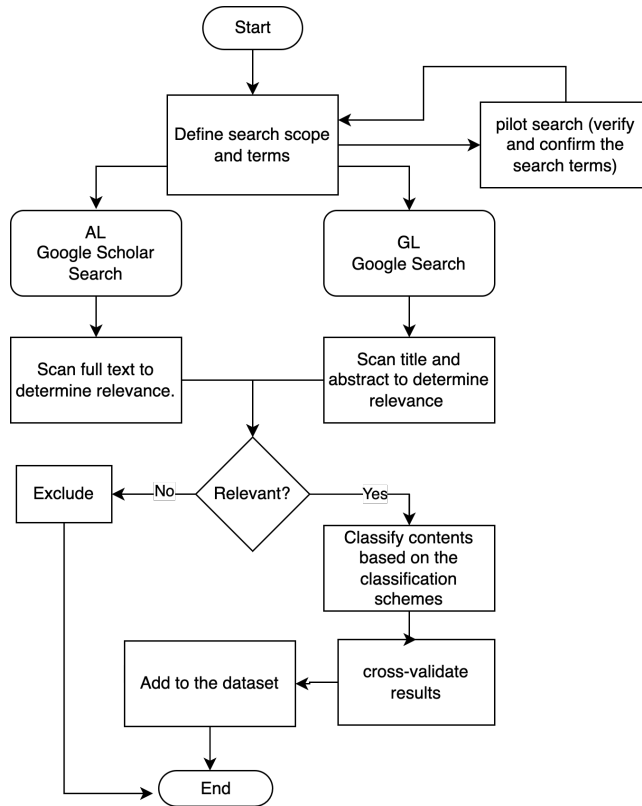 Start
Define search scope
and terms
pilot search (verify
and confirm the
search terms)
AL
Google Scholar
Search
GL
Google Search
Scan full text to
determine relevance.
Scan title and
abstract to determine
relevance
Relevant?
No
Exclude
Yes
Classify contents
based on the
classification
schemes
cross-validate
results
Add to the dataset
End